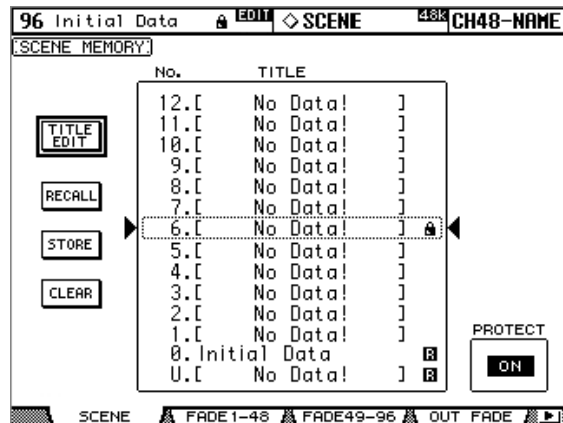 96 Initial Data EDIT ◇ SCENE 48k CH48-NAME
SCENE MEMORY
No. TITLE
12.[ No Data! ]
11.[ No Data! ]
10.[ No Data! ]
9.[ No Data! ]
8.[ No Data! ]
7.[ No Data! ]
6.[ No Data! ]
5.[ No Data! ]
4.[ No Data! ]
3.[ No Data! ]
2.[ No Data! ]
1.[ No Data! ]
0. Initial Data R
U.[ No Data! ] R
TITLE
EDIT
RECALL
STORE
CLEAR
PROTECT
ON
SCENE FADE1-48 FADE49-96 OUT FADE